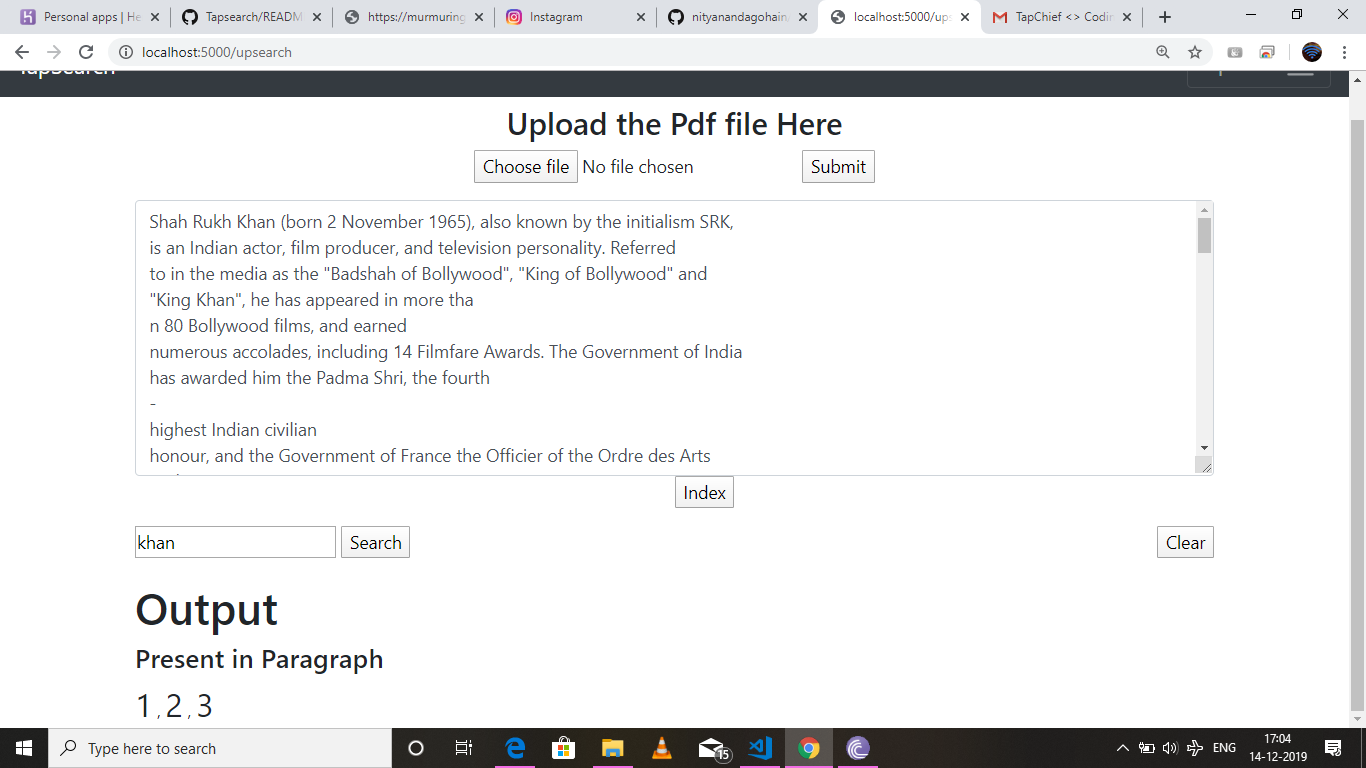 Personal apps | He
Tapsearch/READM
https://murmuring
Instagram
nityanandagohain
localhost:5000/ups
TapChief <> Codin
localhost:5000/upsearch
TapSearch
Upload the Pdf file Here
Choose file No file chosen Submit
Shah Rukh Khan (born 2 November 1965), also known by the initialism SRK,
is an Indian actor, film producer, and television personality. Referred
to in the media as the "Badshah of Bollywood", "King of Bollywood" and
"King Khan", he has appeared in more tha
n 80 Bollywood films, and earned
numerous accolades, including 14 Filmfare Awards. The Government of India
has awarded him the Padma Shri, the fourth
-
highest Indian civilian
honour, and the Government of France the Officier of the Ordre des Arts
Index
khan Search Clear
Output
Present in Paragraph
1 , 2 , 3
Type here to search
15
ENG
17:04
14-12-2019